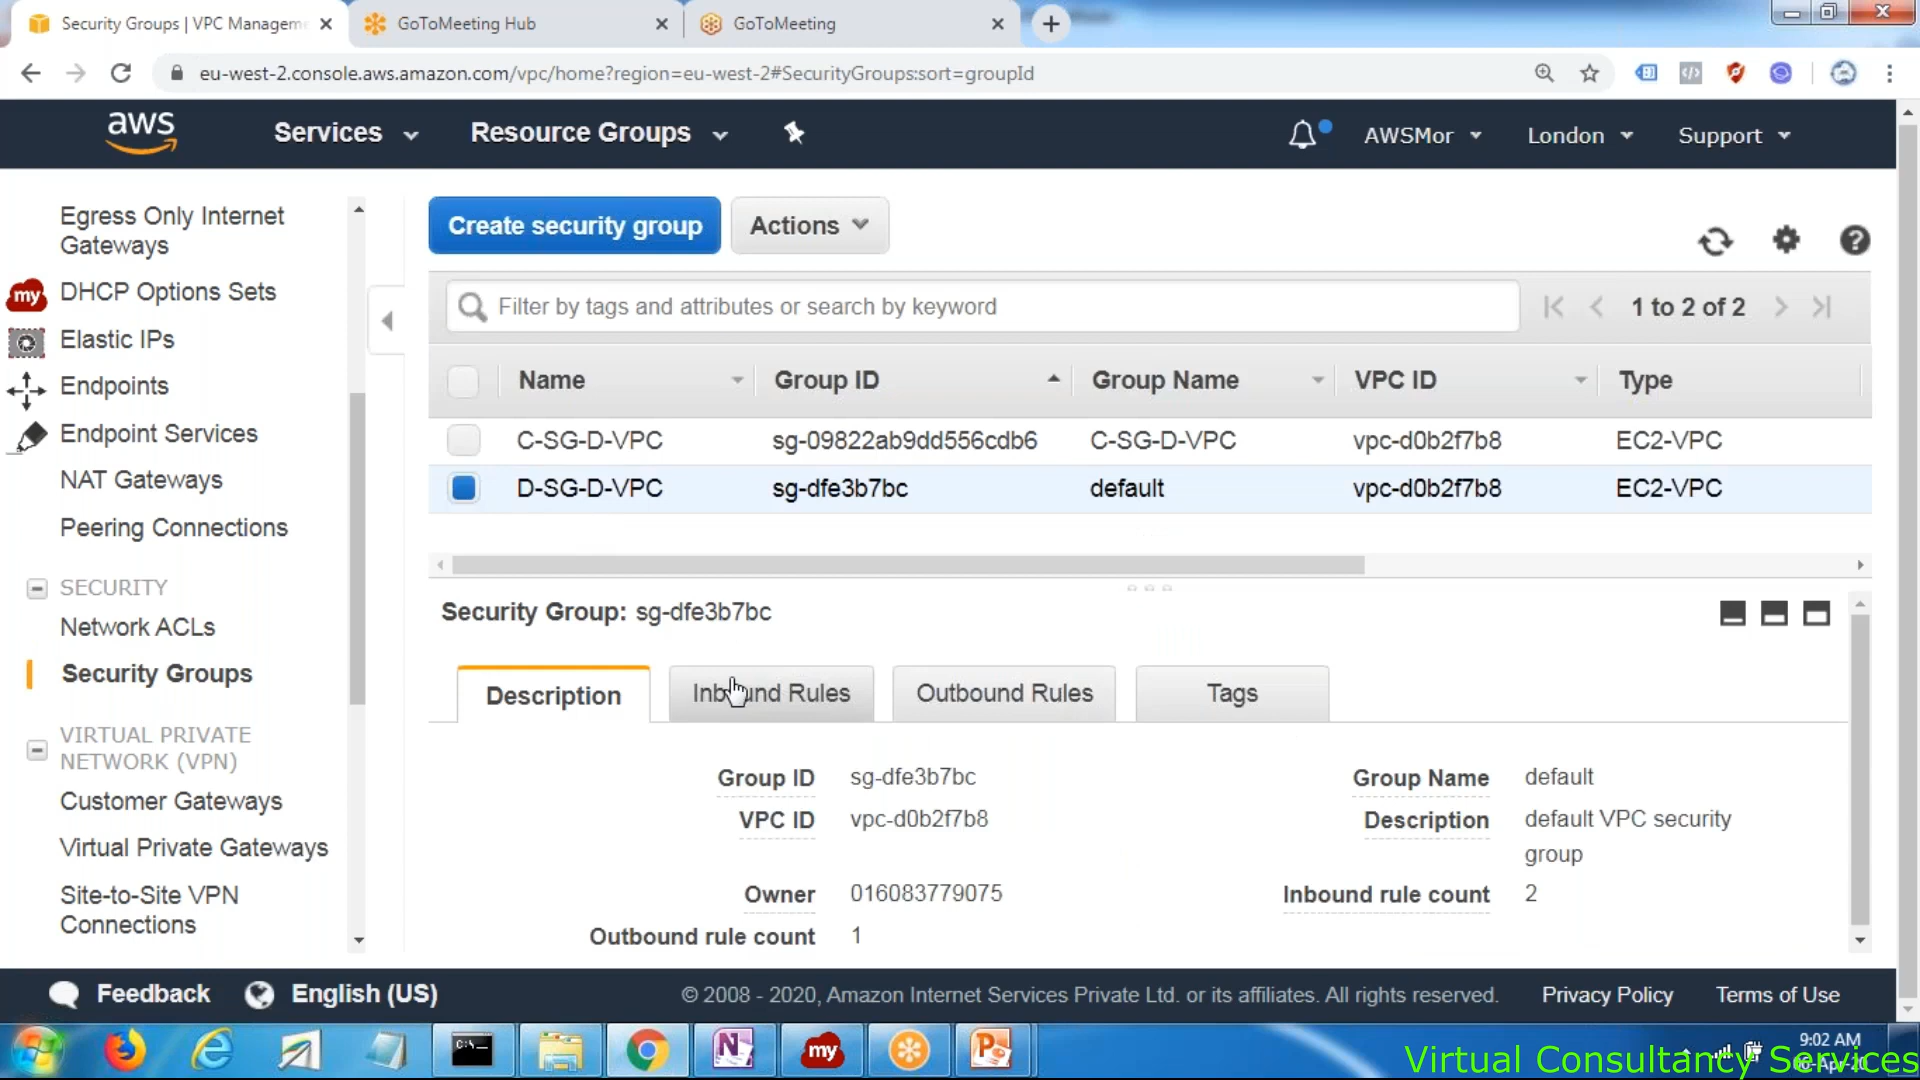 Security Groups | VPC Managem
GoToMeeting Hub
GoToMeeting
eu-west-2.console.aws.amazon.com/vpc/home?region=eu-west-2#SecurityGroups:sort=groupId
aws
Services
Resource Groups
AWSMor
London
Support
Egress Only Internet
Gateways
DHCP Options Sets
Elastic IPs
Endpoints
Endpoint Services
NAT Gateways
Peering Connections
SECURITY
Network ACLs
Security Groups
VIRTUAL PRIVATE
NETWORK (VPN)
Customer Gateways
Virtual Private Gateways
Site-to-Site VPN
Connections
my
Create security group
Actions
Filter by tags and attributes or search by keyword
1 to 2 of 2
Name Group ID Group Name VPC ID Type
C-SG-D-VPC sg-09822ab9dd556cdb6 C-SG-D-VPC vpc-d0b2f7b8 EC2-VPC
D-SG-D-VPC sg-dfe3b7bc default vpc-d0b2f7b8 EC2-VPC
Security Group: sg-dfe3b7bc
Description
Inbound Rules
Outbound Rules
Tags
Group ID sg-dfe3b7bc
Group Name default
VPC ID vpc-d0b2f7b8
Description default VPC security
group
Owner 016083779075
Inbound rule count 2
Outbound rule count 1
Feedback
English (US)
© 2008 - 2020, Amazon Internet Services Private Ltd. or its affiliates. All rights reserved.
Privacy Policy
Terms of Use
C:\
N
my
P
9:02 AM
Virtual Consultancy Services